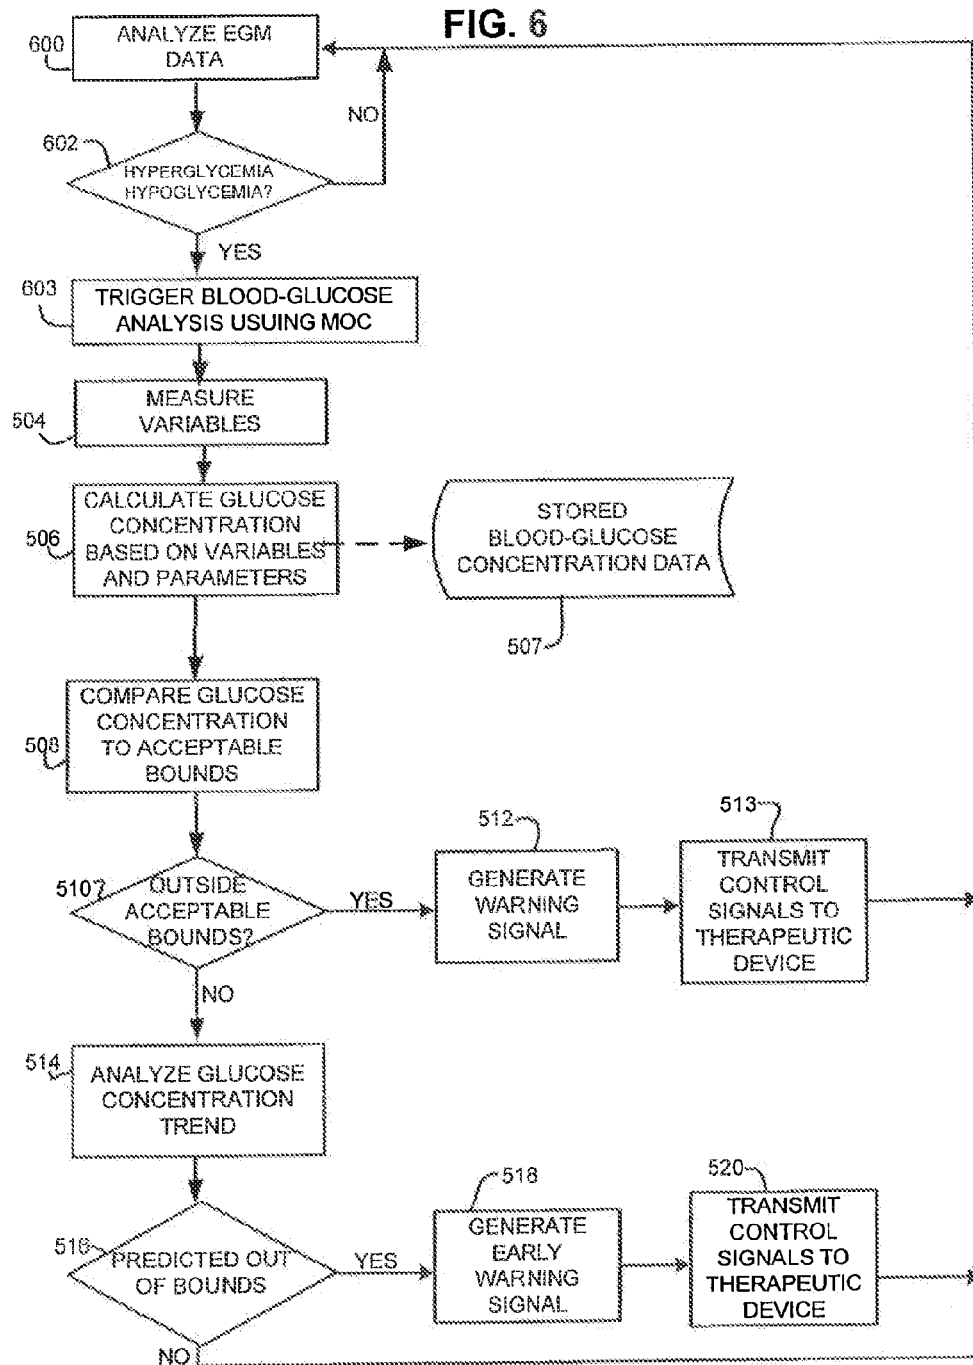 FIG. 6
600
ANALYZE EGM
DATA
NO
602
HYPERGLYCEMIA
HYPOGLYCEMIA?
YES
603
TRIGGER BLOOD-GLUCOSE
ANALYSIS USUING MOC
504
MEASURE
VARIABLES
506
CALCULATE GLUCOSE
CONCENTRATION
BASED ON VARIABLES
AND PARAMETERS
STORED
BLOOD-GLUCOSE
CONCENTRATION DATA
507
508
COMPARE GLUCOSE
CONCENTRATION
TO ACCEPTABLE
BOUNDS
510
OUTSIDE
ACCEPTABLE
BOUNDS?
YES
512
GENERATE
WARNING
SIGNAL
513
TRANSMIT
CONTROL
SIGNALS TO
THERAPEUTIC
DEVICE
NO
514
ANALYZE GLUCOSE
CONCENTRATION
TREND
516
PREDICTED OUT
OF BOUNDS
YES
518
GENERATE
EARLY
WARNING
SIGNAL
520
TRANSMIT
CONTROL
SIGNALS TO
THERAPEUTIC
DEVICE
NO